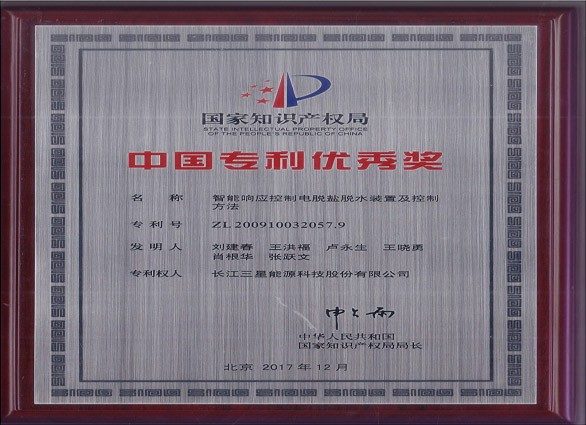 国家知识产权局
STATE INTELLECTUAL PROPERTY OFFICE
OF THE PEOPLE'S REPUBLIC OF CHINA
中国专利优秀奖
名 称 智能响应控制电脱盐脱水装置及控制
方法
专 利 号 ZL 200910032057.9
发 明 人 刘建春 王洪福 卢永生 王晓勇
肖根华 张跃文
专利权人 长江三星能源科技股份有限公司
申长雨
中华人民共和国
国家知识产权局局长
北京 2017 年 12 月